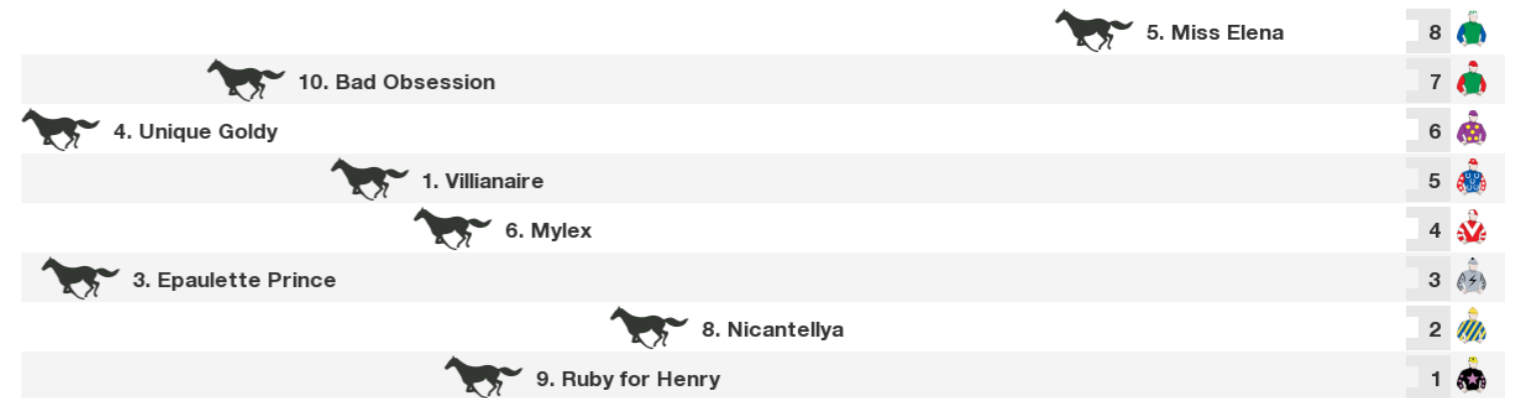 5. Miss Elena 8
10. Bad Obsession 7
4. Unique Goldy 6
1. Villianaire 5
6. Mylex 4
3. Epaulette Prince 3
8. Nicantellya 2
9. Ruby for Henry 1